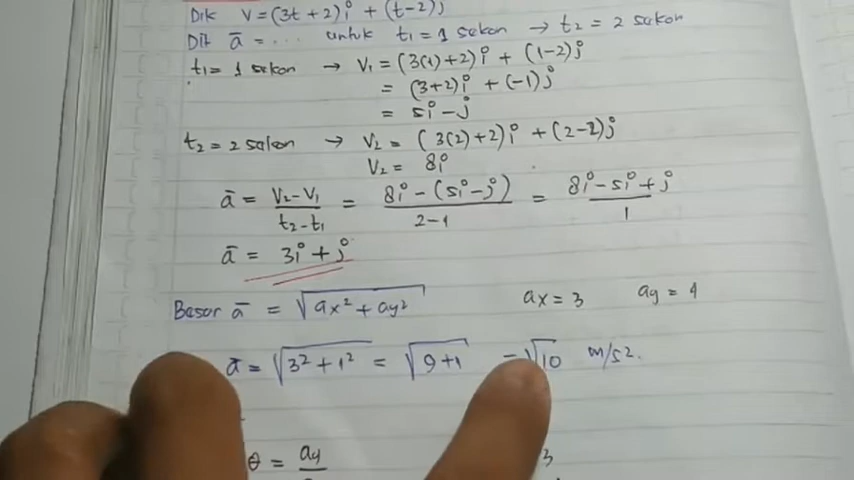 Dik v = (3t+2)i + (t-2)j
Dit ā = ... untuk t₁ = 1 sekon → t₂ = 2 sekon
t₁ = 1 sekon → v₁ = (3(1)+2)i + (1-2)j
= (3+2)i + (-1)j
= 5i - j
t₂ = 2 sekon → v₂ = (3(2)+2)i + (2-2)j
v₂ = 8i
ā = v₂-v₁ / t₂-t₁ = 8i - (5i-j) / 2-1 = 8i - 5i + j / 1
ā = 3i + j
Besar ā = √(ax² + ay²) ax = 3 ay = 1
ā = √(3² + 1²) = √(9+1) = √10 m/s².
θ = ay 3